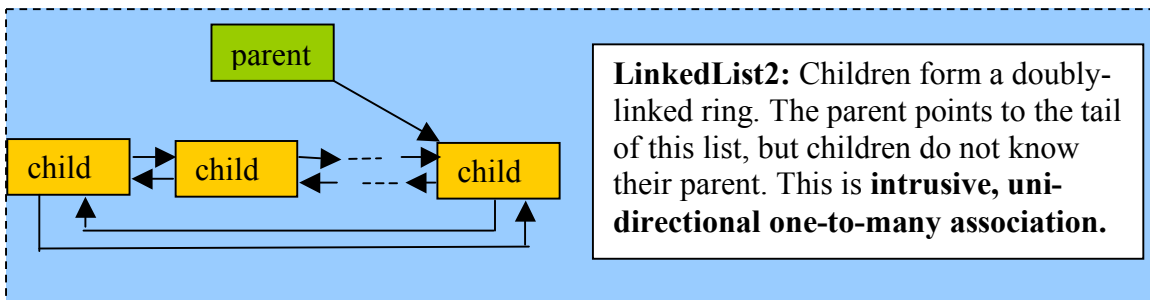 parent
child
child
child
LinkedList2: Children form a doubly-
linked ring. The parent points to the tail
of this list, but children do not know
their parent. This is intrusive, uni-
directional one-to-many association.